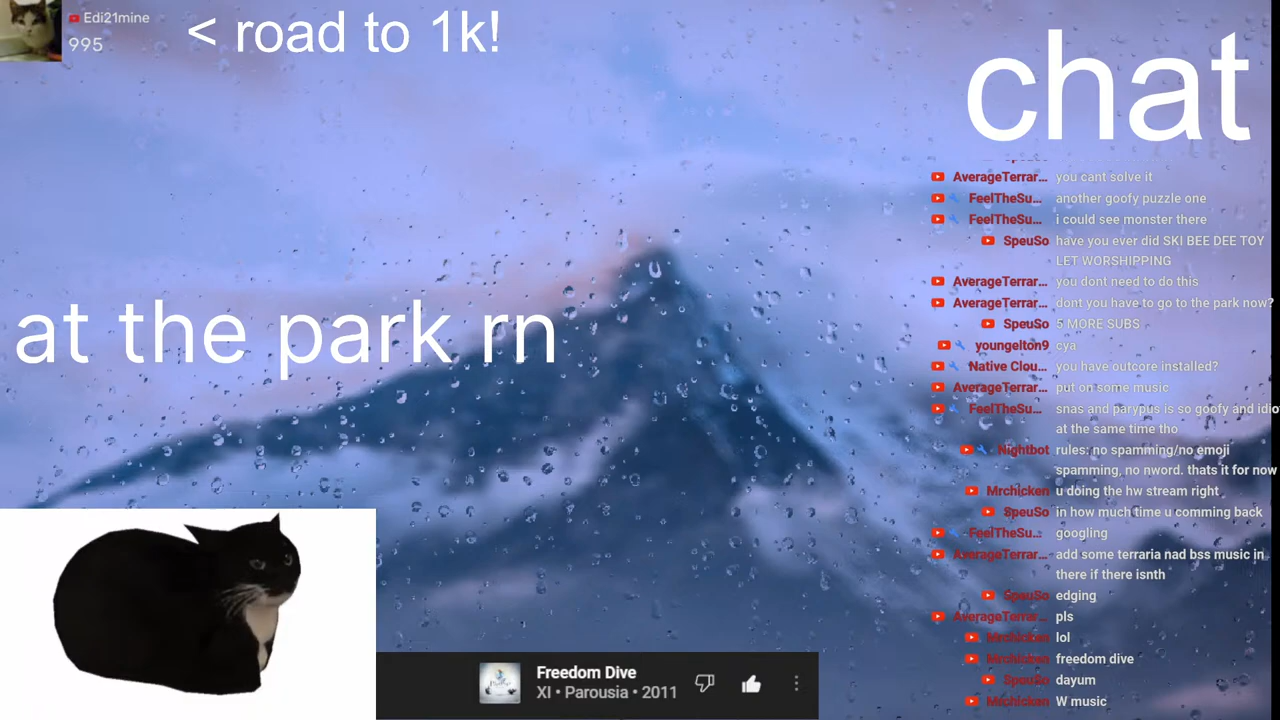 Edi21mine
995
< road to 1k!
chat
at the park rn
AverageTerrar... you cant solve it
FeelTheSu... another goofy puzzle one
FeelTheSu... i could see monster there
SpeuSo have you ever did SKI BEE DEE TOY
LET WORSHIPPING
AverageTerrar... you dont need to do this
AverageTerrar... dont you have to go to the park now?
SpeuSo 5 MORE SUBS
youngelton9 cya
Native Clou... you have outcore installed?
AverageTerrar... put on some music
FeelTheSu... snas and parypus is so goofy and idio
at the same time tho
Nightbot rules: no spamming/no emoji
spamming, no nword. thats it for now
Mrchicken u doing the hw stream right
SpeuSo in how much time u comming back
FeelTheSu... googling
AverageTerrar... add some terraria nad bss music in
there if there isnth
SpeuSo edging
AverageTerrar... pls
Mrchicken lol
Mrchicken freedom dive
SpeuSo dayum
Mrchicken W music
Freedom Dive
XI • Parousia • 2011